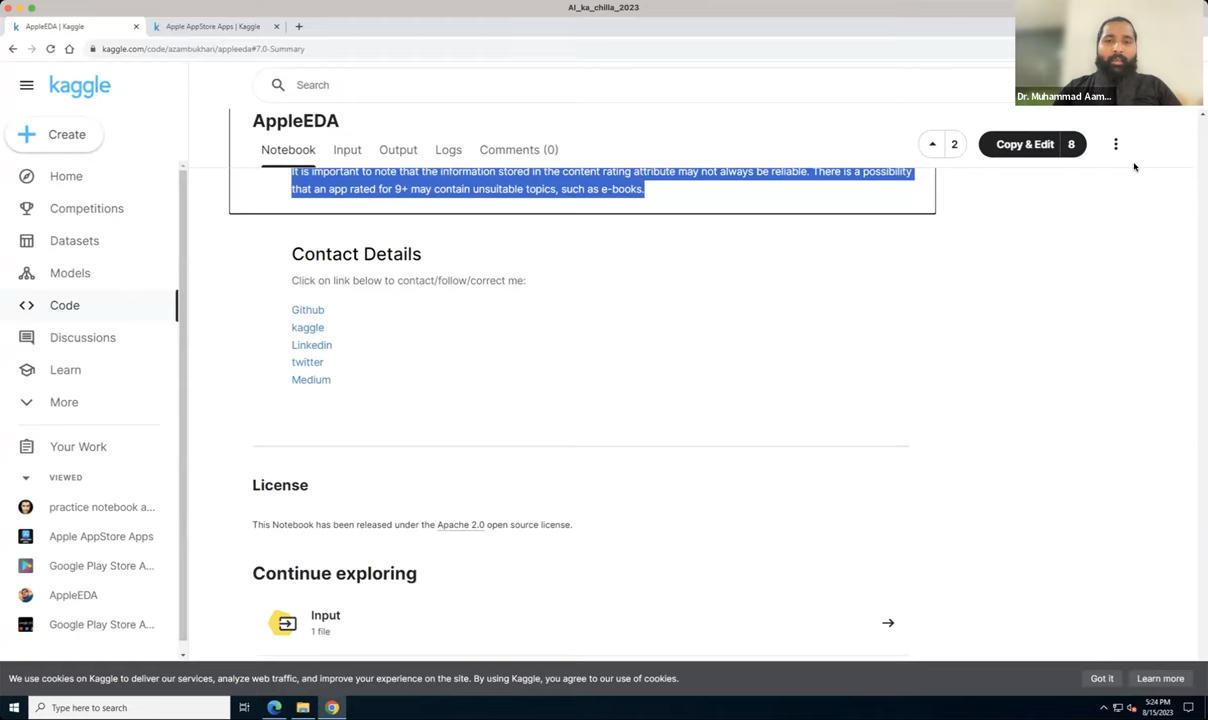 AI_ka_chilla_2023
AppleEDA | Kaggle
Apple AppStore Apps | Kaggle
kaggle.com/code/azambukhari/appleeda#7.0-Summary
Dr. Muhammad Aam...
kaggle
Search
Create
Home
Competitions
Datasets
Models
Code
Discussions
Learn
More
Your Work
VIEWED
practice notebook a...
Apple AppStore Apps
Google Play Store A...
AppleEDA
Google Play Store A...
AppleEDA
2
Copy & Edit 8
Notebook Input Output Logs Comments (0)
It is important to note that the information stored in the content rating attribute may not always be reliable. There is a possibility
that an app rated for 9+ may contain unsuitable topics, such as e-books.
Contact Details
Click on link below to contact/follow/correct me:
Github
kaggle
Linkedin
twitter
Medium
License
This Notebook has been released under the Apache 2.0 open source license.
Continue exploring
Input
1 file
We use cookies on Kaggle to deliver our services, analyze web traffic, and improve your experience on the site. By using Kaggle, you agree to our use of cookies.
Got it
Learn more
Type here to search
5:24 PM
8/15/2023